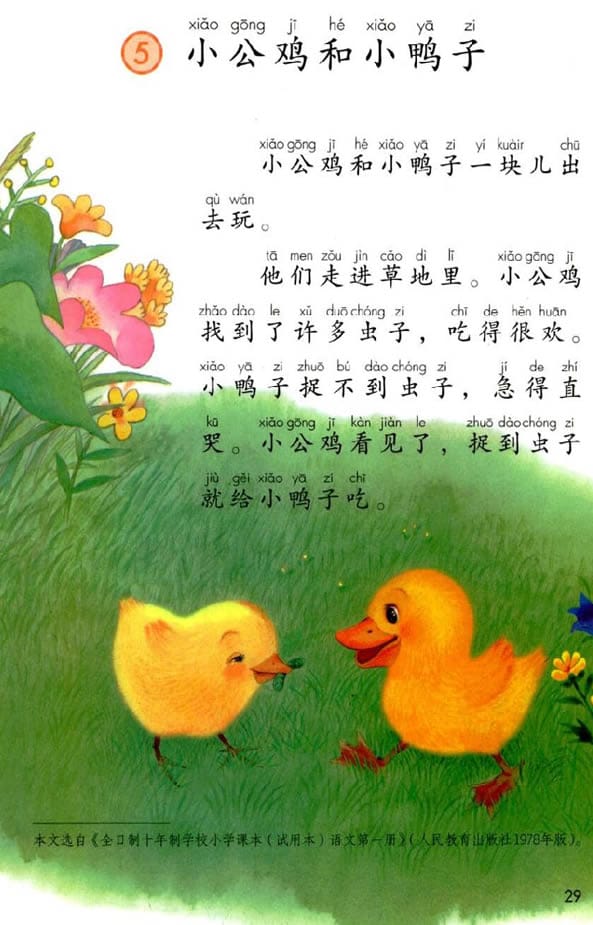 xiǎo gōng jī hé xiǎo yā zi
5 小公鸡和小鸭子
xiǎo gōng jī hé xiǎo yā zi yí kuàir chū
小公鸡和小鸭子一块儿出
qù wán
去玩。
tā men zǒu jìn cǎo dì lǐ xiǎo gōng jī
他们走进草地里。小公鸡
zhǎo dào le xǔ duō chóng zi chī de hěn huān
找到了许多虫子，吃得很欢。
xiǎo yā zi zhuō bú dào chóng zi jí de zhí
小鸭子捉不到虫子，急得直
kū xiǎo gōng jī kàn jiàn le zhuō dào chóng zi
哭。小公鸡看见了，捉到虫子
jiù gěi xiǎo yā zi chī
就给小鸭子吃。
本文选自《全日制十年制学校小学课本（试用本）语文第一册》（人民教育出版社1978年版）。
29